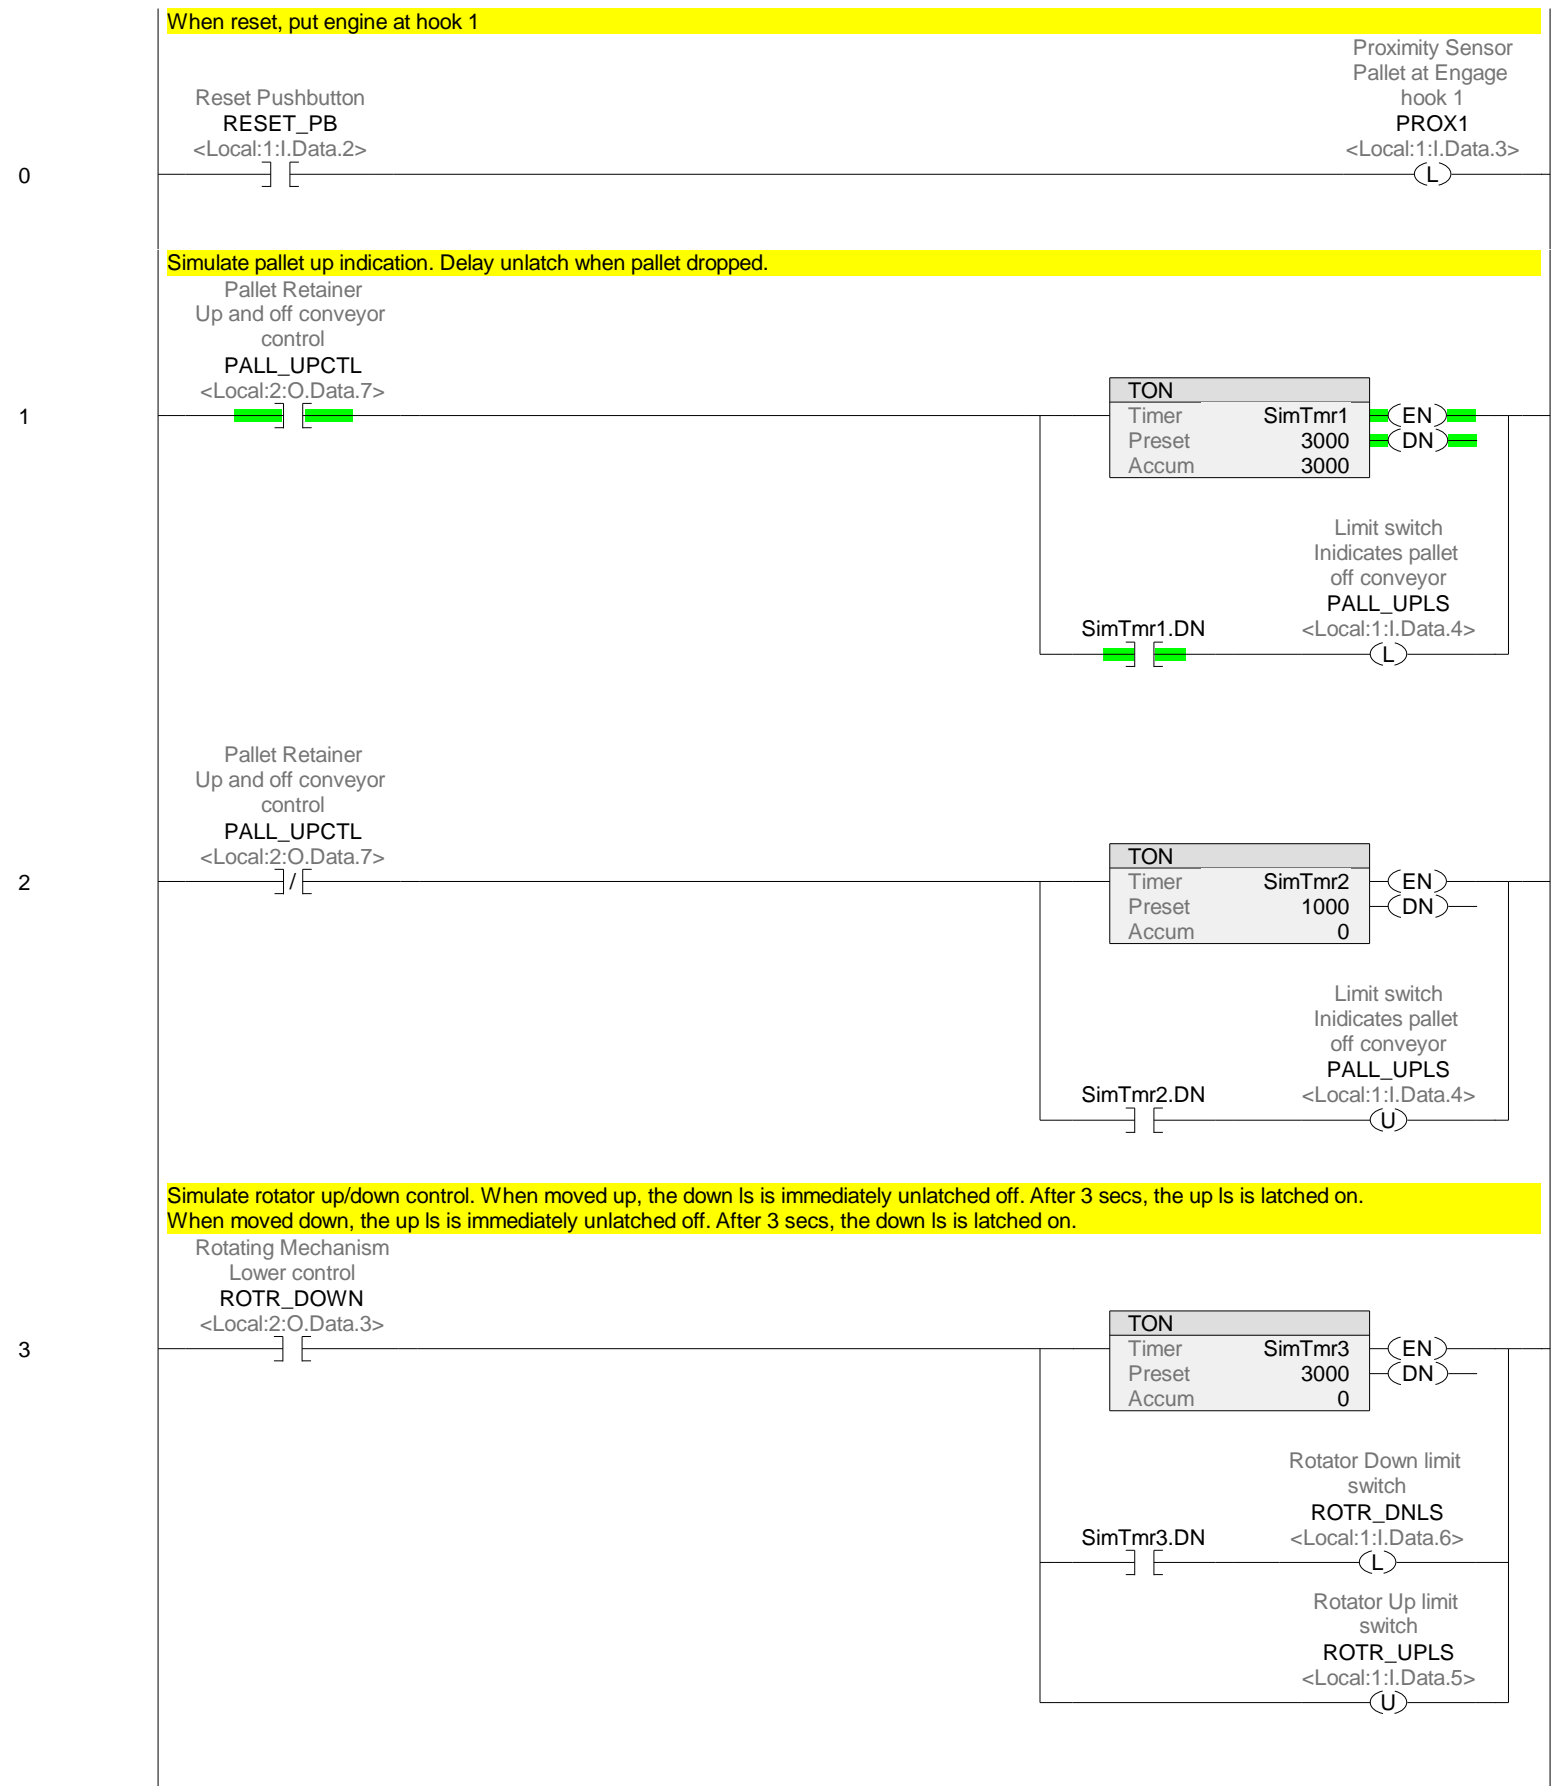 When reset, put engine at hook 1
Proximity Sensor
Pallet at Engage
hook 1
PROX1
<Local:1:I.Data.3>
Reset Pushbutton
RESET_PB
<Local:1:I.Data.2>
0
L
Simulate pallet up indication. Delay unlatch when pallet dropped.
Pallet Retainer
Up and off conveyor
control
PALL_UPCTL
<Local:2:O.Data.7>
1
TON
Timer SimTmr1 EN
Preset 3000 DN
Accum 3000
Limit switch
Inidicates pallet
off conveyor
PALL_UPLS
<Local:1:I.Data.4>
SimTmr1.DN
L
Pallet Retainer
Up and off conveyor
control
PALL_UPCTL
<Local:2:O.Data.7>
2
/
TON
Timer SimTmr2 EN
Preset 1000 DN
Accum 0
Limit switch
Inidicates pallet
off conveyor
PALL_UPLS
<Local:1:I.Data.4>
SimTmr2.DN
U
Simulate rotator up/down control. When moved up, the down ls is immediately unlatched off. After 3 secs, the up ls is latched on.
When moved down, the up ls is immediately unlatched off. After 3 secs, the down ls is latched on.
Rotating Mechanism
Lower control
ROTR_DOWN
<Local:2:O.Data.3>
3
TON
Timer SimTmr3 EN
Preset 3000 DN
Accum 0
Rotator Down limit
switch
ROTR_DNLS
<Local:1:I.Data.6>
SimTmr3.DN
L
Rotator Up limit
switch
ROTR_UPLS
<Local:1:I.Data.5>
U